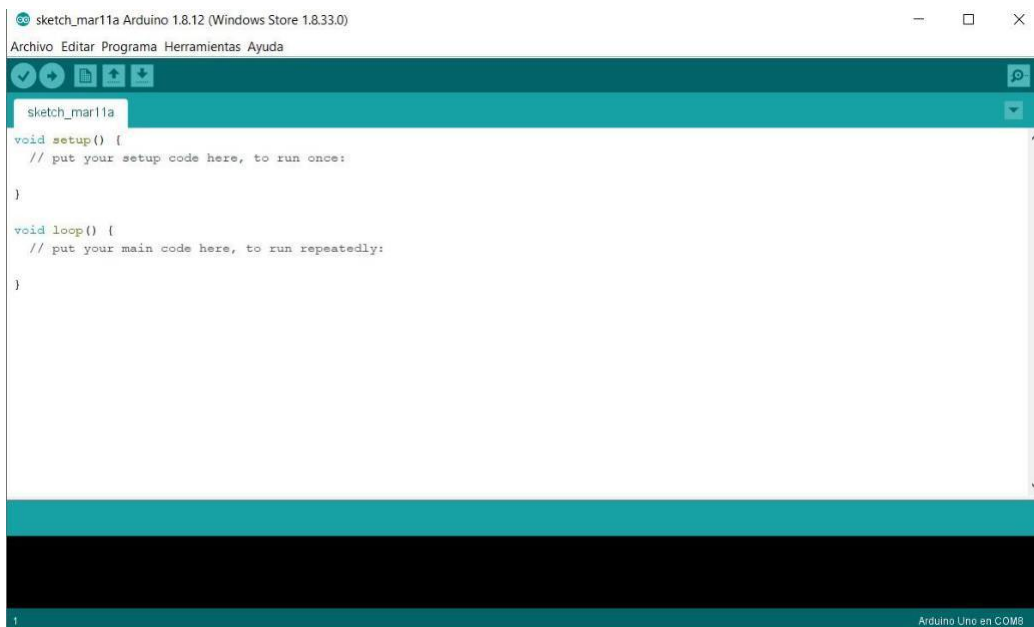 sketch_mar11a Arduino 1.8.12 (Windows Store 1.8.33.0)
Archivo Editar Programa Herramientas Ayuda
sketch_mar11a
void setup() {
  // put your setup code here, to run once:
}
void loop() {
  // put your main code here, to run repeatedly:
}
1 Arduino Uno en COM8